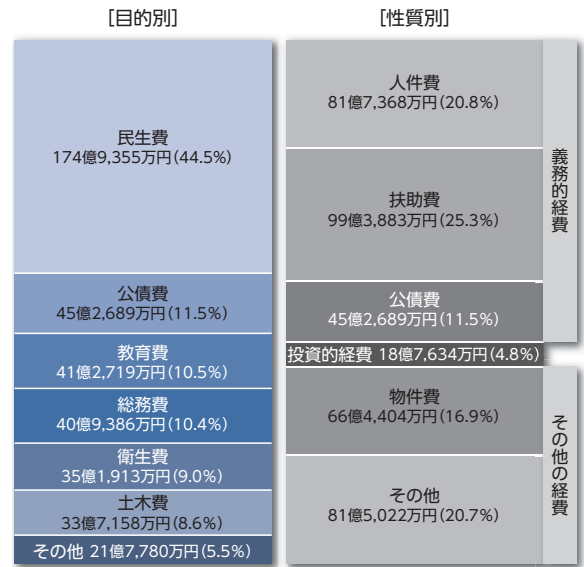 [目的別]
民生費
174億9,355万円(44.5%)
公債費
45億2,689万円(11.5%)
教育費
41億2,719万円(10.5%)
総務費
40億9,386万円(10.4%)
衛生費
35億1,913万円(9.0%)
土木費
33億7,158万円(8.6%)
その他 21億7,780万円(5.5%)
[性質別]
人件費
81億7,368万円(20.8%)
扶助費
99億3,883万円(25.3%)
公債費
45億2,689万円(11.5%)
投資的経費 18億7,634万円(4.8%)
物件費
66億4,404万円(16.9%)
その他
81億5,022万円(20.7%)
義務的経費
その他の経費